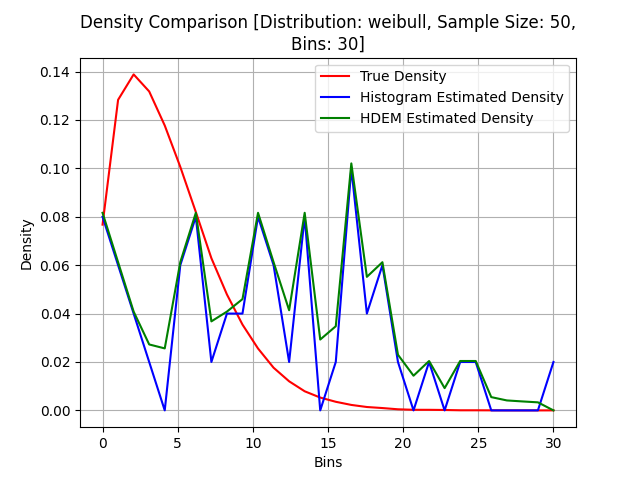 Density Comparison [Distribution: weibull, Sample Size: 50,
Bins: 30]
True Density
Histogram Estimated Density
HDEM Estimated Density
Density
0.14
0.12
0.10
0.08
0.06
0.04
0.02
0.00
0 5 10 15 20 25 30
Bins